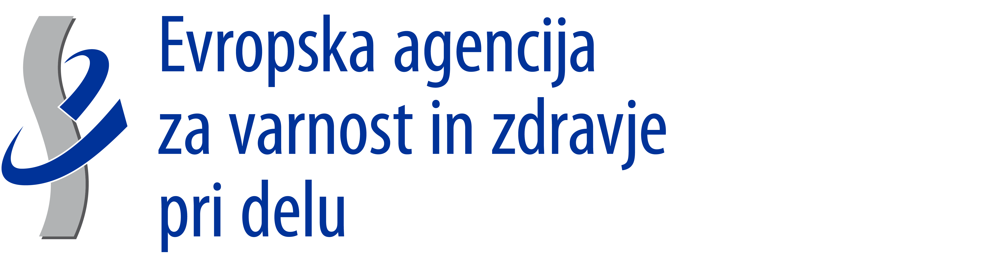 Evropska agencija
za varnost in zdravje
pri delu